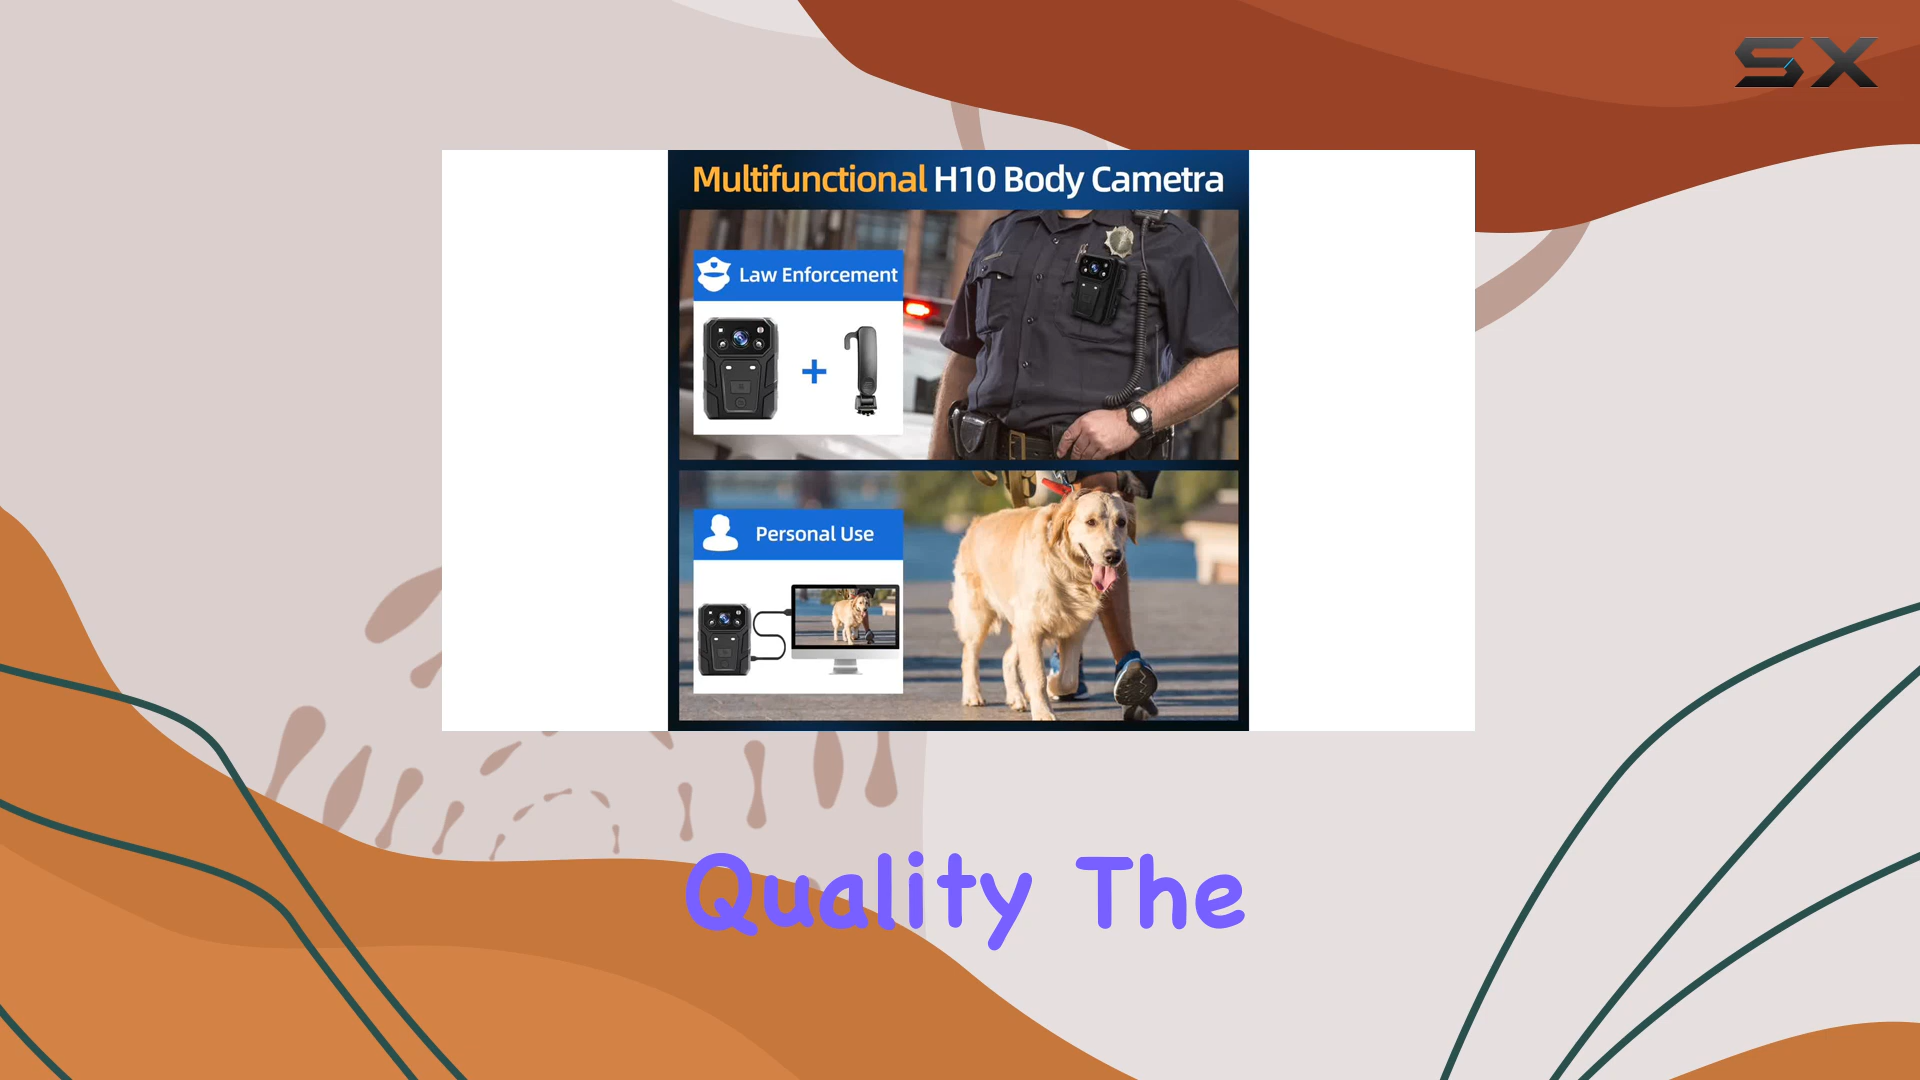 SX
Multifunctional H10 Body Cametra
Law Enforcement
Personal Use
Quality The